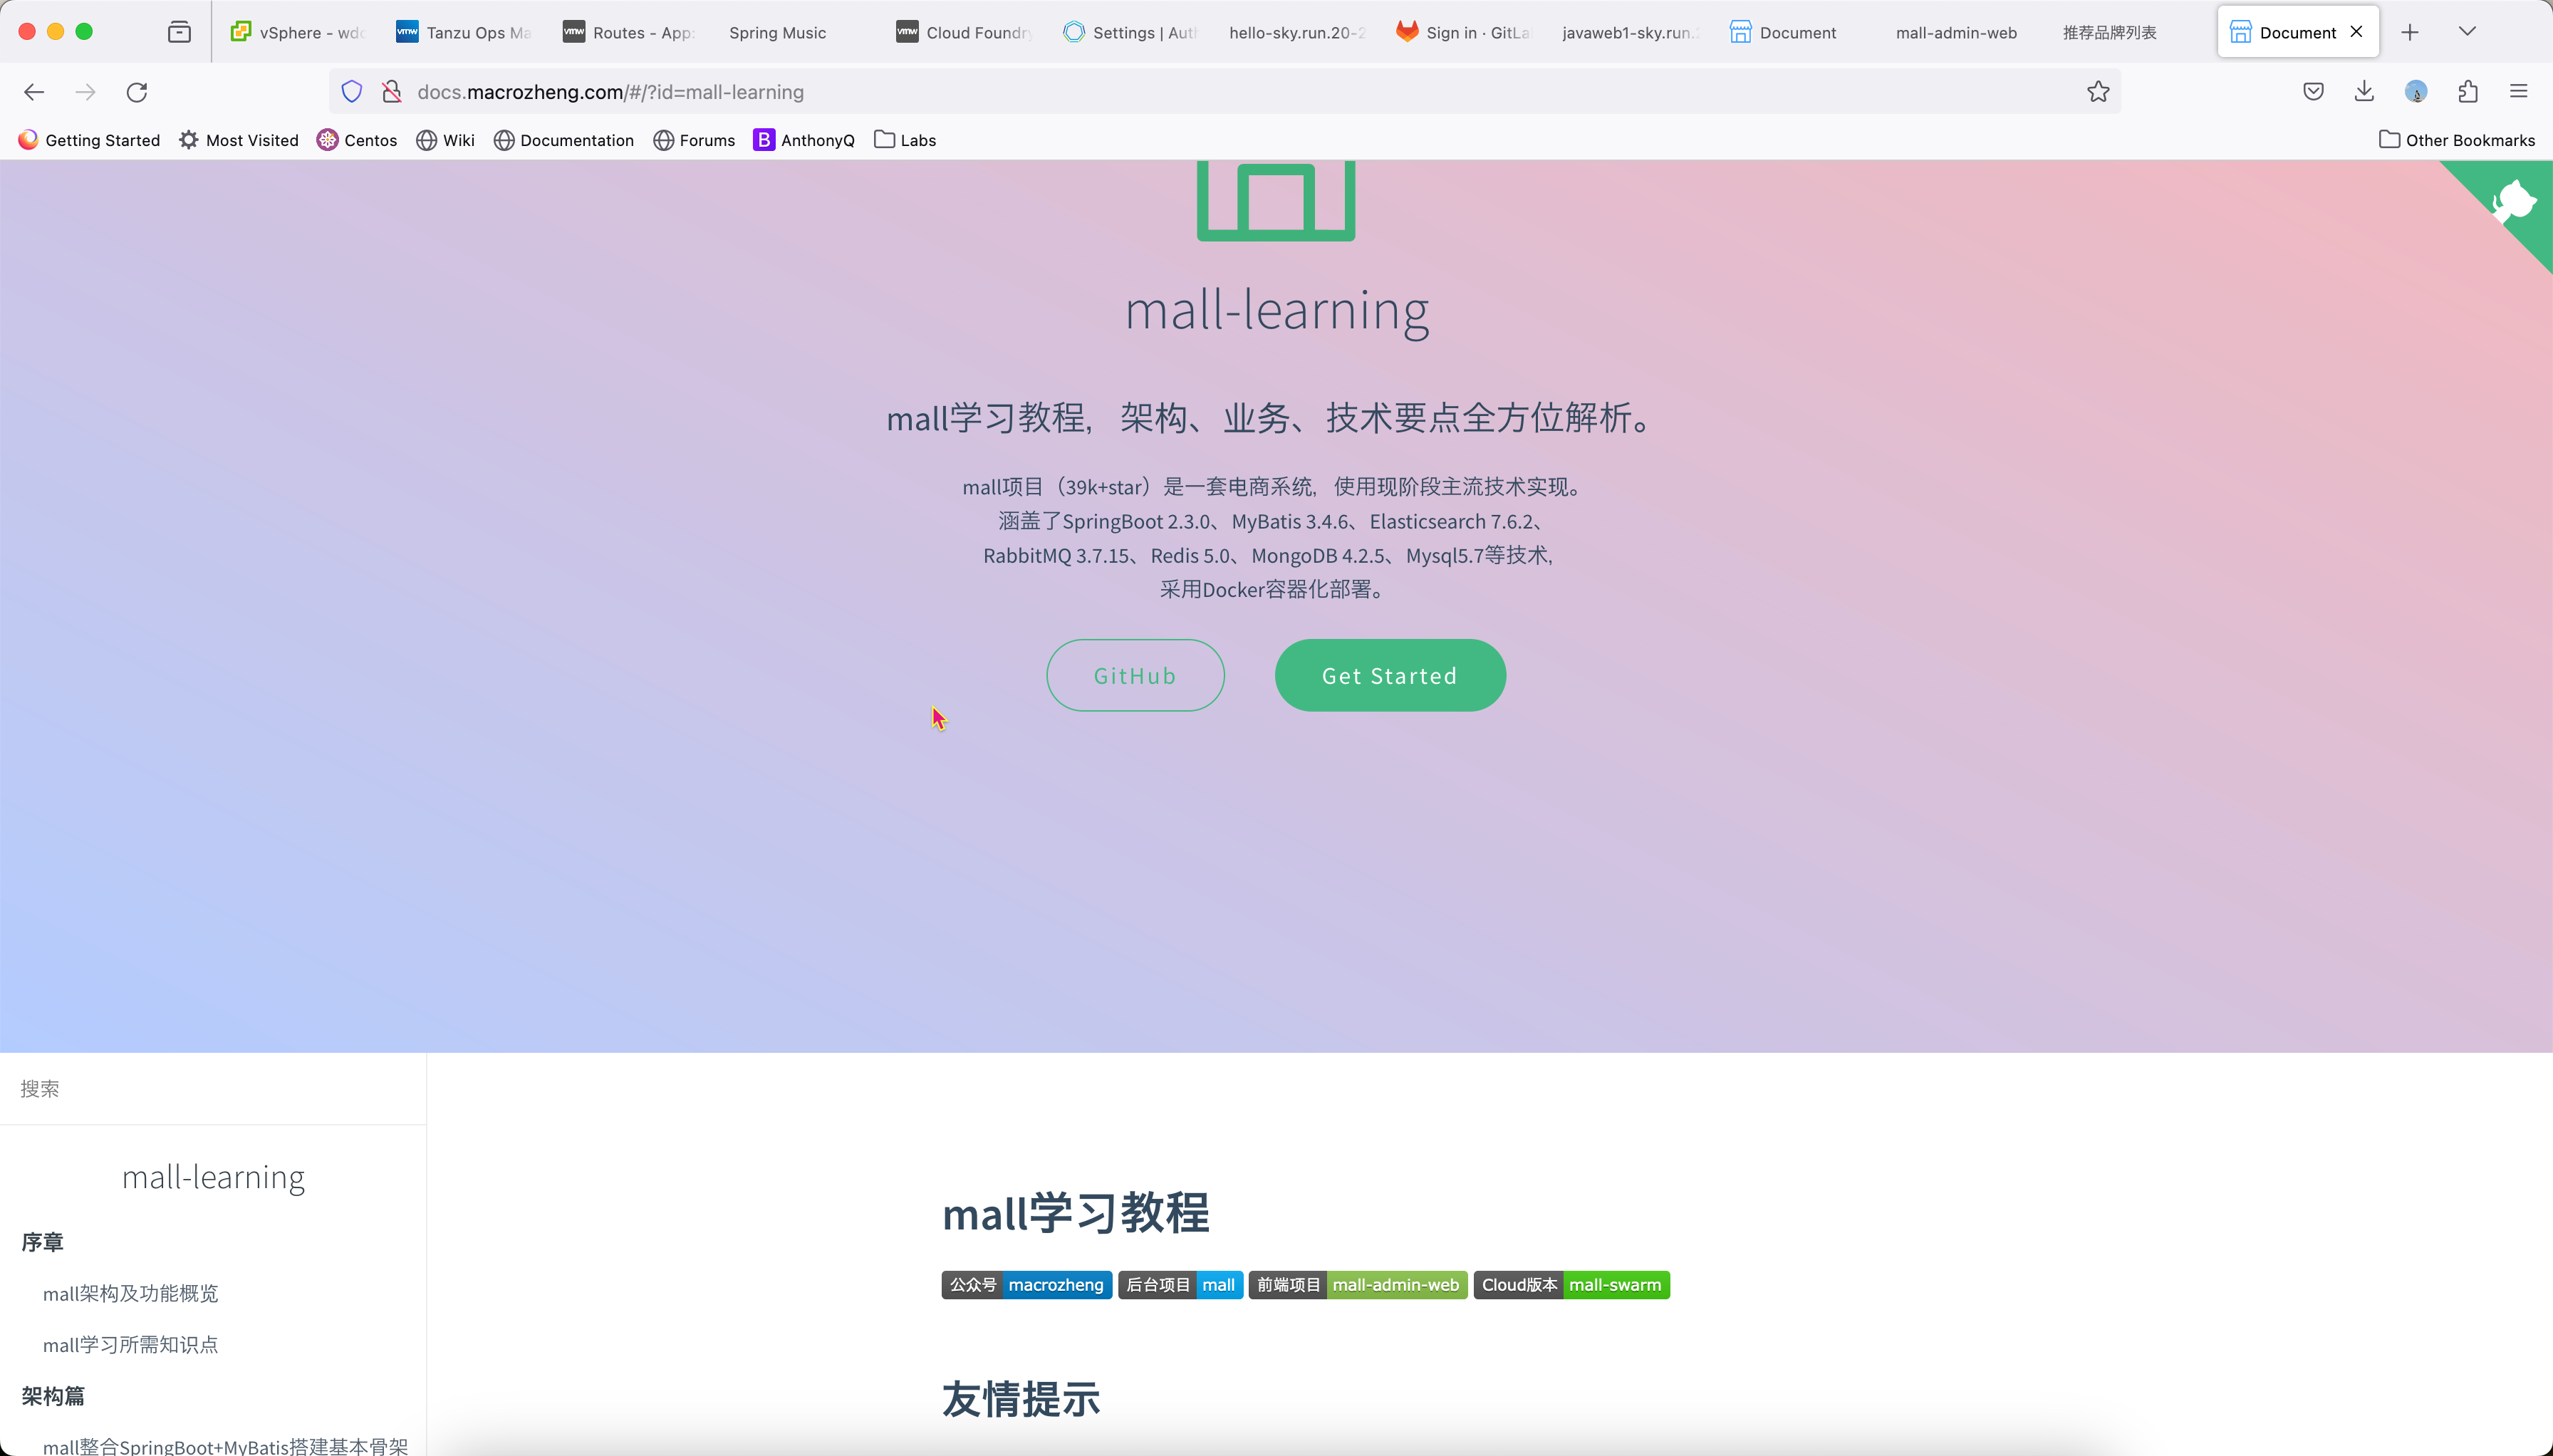 vSphere - wdc
Tanzu Ops Ma
Routes - App
Spring Music
Cloud Foundry
Settings | Auth
hello-sky.run.20-2
Sign in · GitLa
javaweb1-sky.run.
Document
mall-admin-web
推荐品牌列表
Document
docs.macrozheng.com/#/?id=mall-learning
Getting Started
Most Visited
Centos
Wiki
Documentation
Forums
B AnthonyQ
Labs
Other Bookmarks
mall-learning
mall学习教程，架构、业务、技术要点全方位解析。
mall项目（39k+star）是一套电商系统，使用现阶段主流技术实现。
涵盖了SpringBoot 2.3.0、MyBatis 3.4.6、Elasticsearch 7.6.2、
RabbitMQ 3.7.15、Redis 5.0、MongoDB 4.2.5、Mysql5.7等技术，
采用Docker容器化部署。
GitHub
Get Started
搜索
mall-learning
序章
mall架构及功能概览
mall学习所需知识点
架构篇
mall整合SpringBoot+MyBatis搭建基本骨架
mall学习教程
公众号 macrozheng 后台项目 mall 前端项目 mall-admin-web Cloud版本 mall-swarm
友情提示